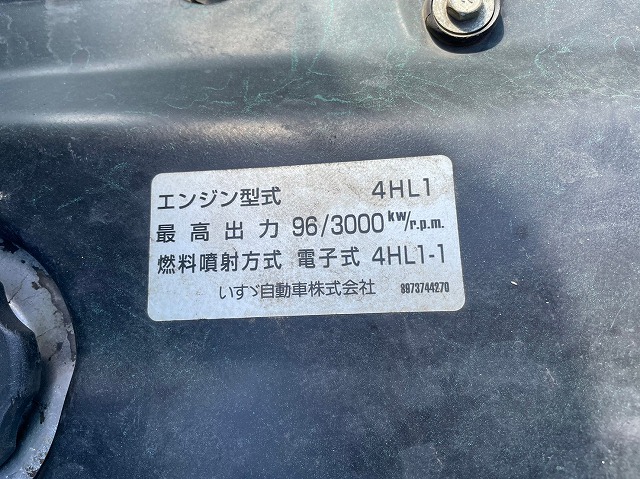 エンジン型式 4HL1
最高出力 96/3000 kw/r.p.m.
燃料噴射方式 電子式 4HL1-1
いすゞ自動車株式会社 8973744270